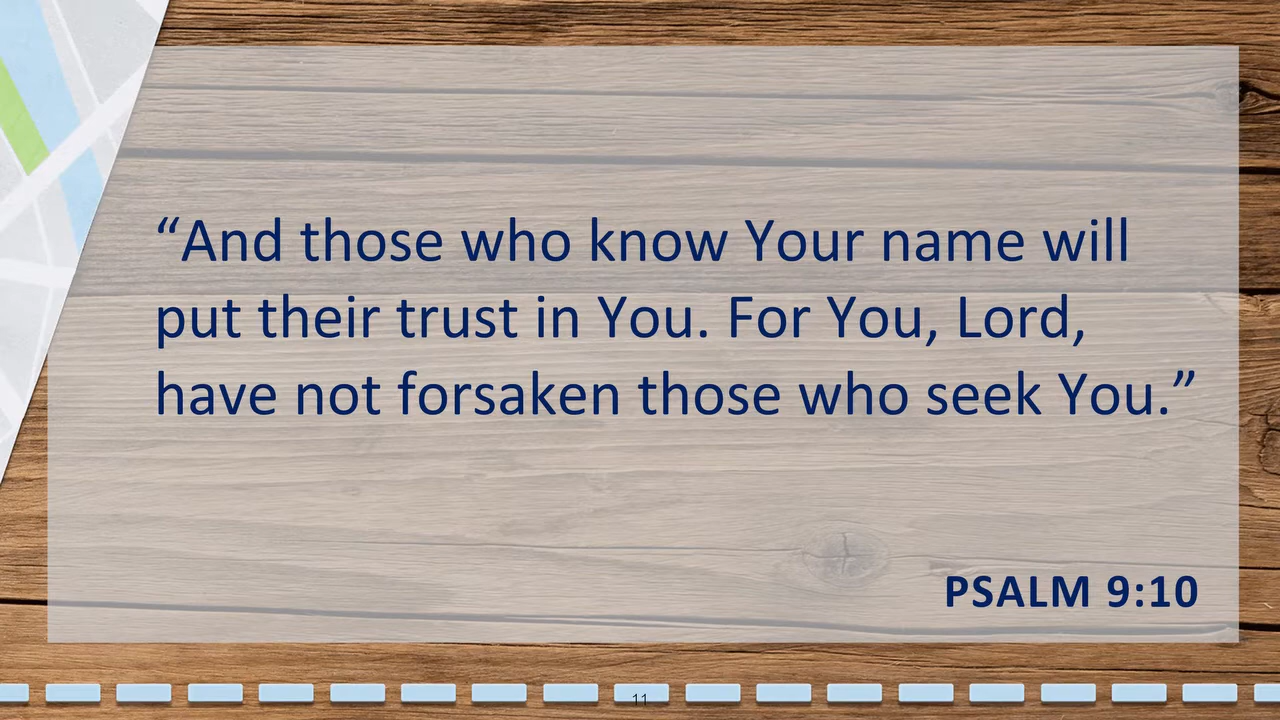 “And those who know Your name will
put their trust in You. For You, Lord,
have not forsaken those who seek You.”
PSALM 9:10
11